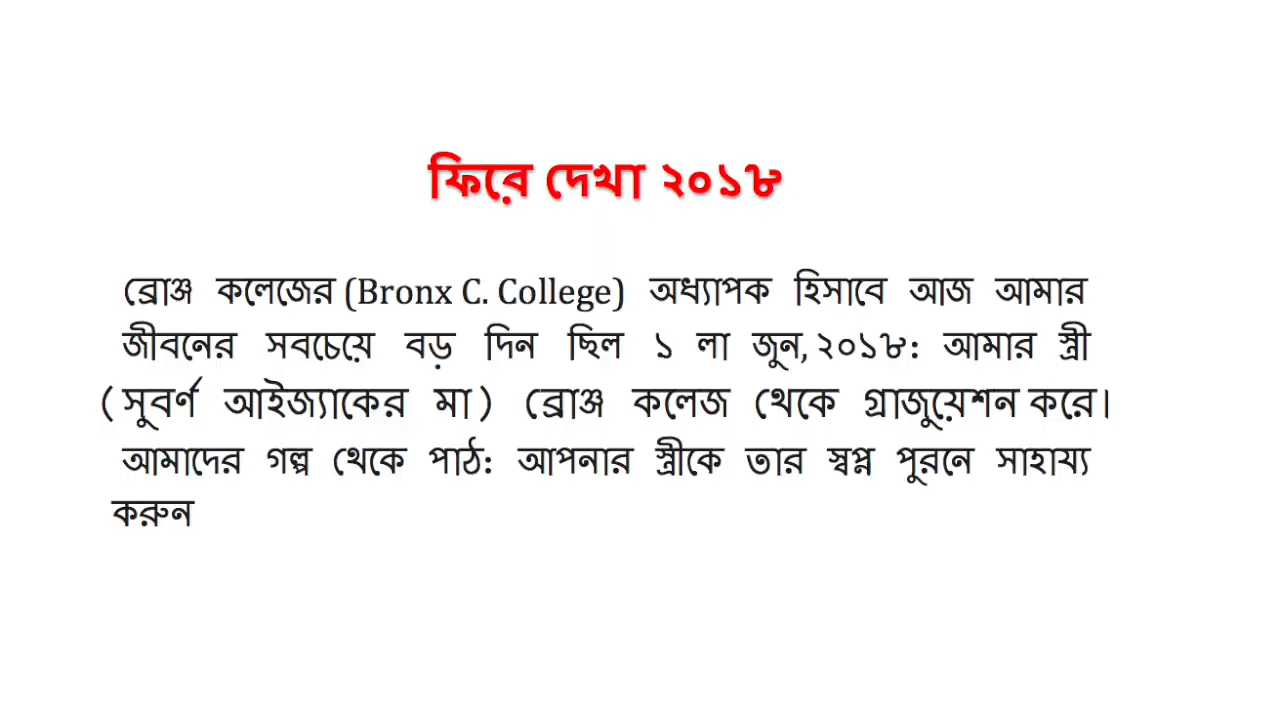 ফিরে দেখা ২০১৮
ব্রোঞ্জ কলেজের (Bronx C. College) অধ্যাপক হিসাবে আজ আমার
জীবনের সবচেয়ে বড় দিন ছিল ১ লা জুন, ২০১৮: আমার স্ত্রী
(সুবর্ণ আইজ্যাকের মা) ব্রোঞ্জ কলেজ থেকে গ্রাজুয়েশন করে।
আমাদের গল্প থেকে পাঠ: আপনার স্ত্রীকে তার স্বপ্ন পুরনে সাহায্য
করুন